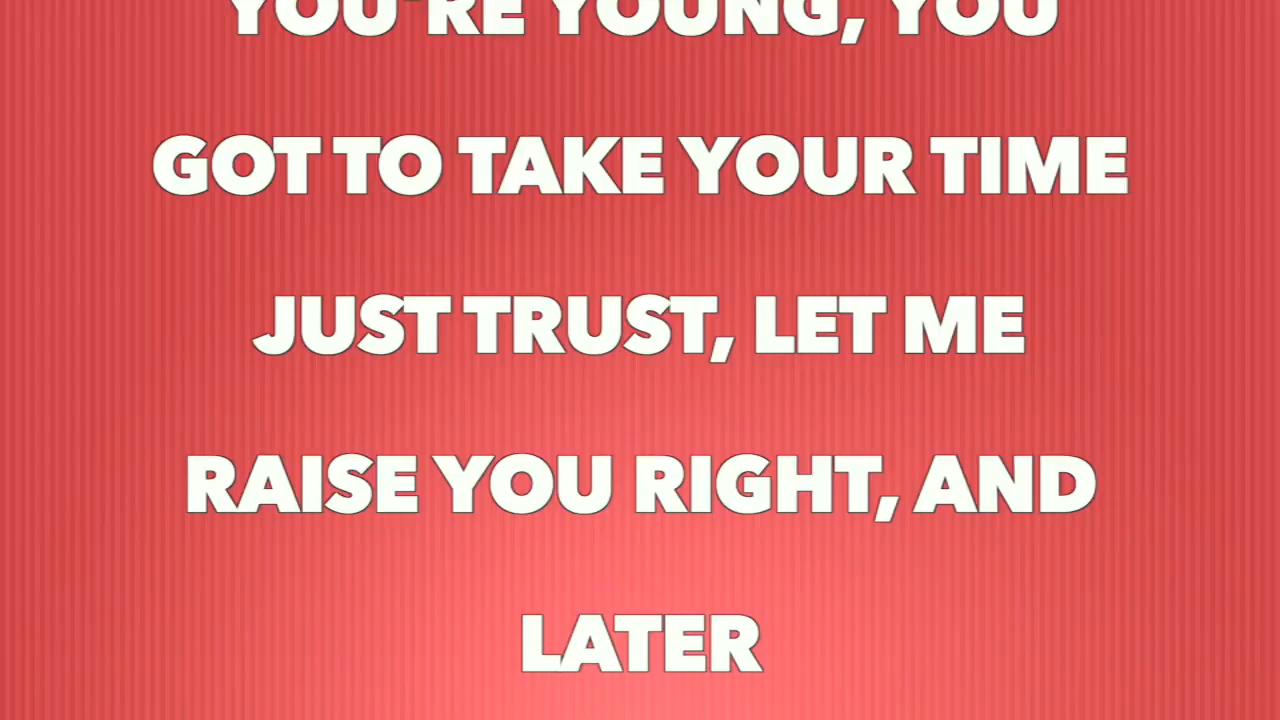 YOU'RE YOUNG, YOU
GOT TO TAKE YOUR TIME
JUST TRUST, LET ME
RAISE YOU RIGHT, AND
LATER